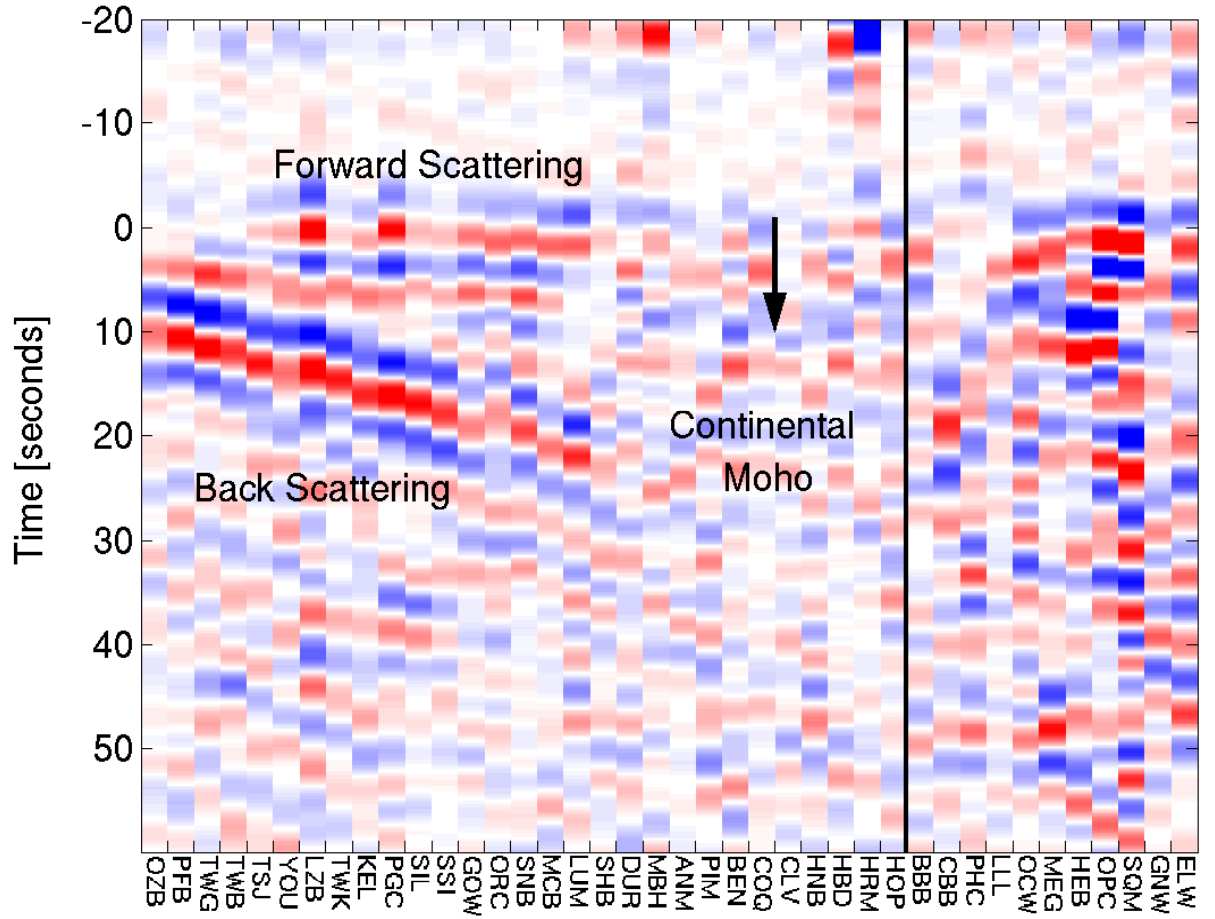 -20
-10
Forward Scattering
0
10
Continental
20
Moho
Back Scattering
Time [seconds]
30
40
50
OZB PFB TWG TWB TSJ YOU LZB TWK KEL PGC SIL SSI GOW ORC SNB MCB LUM SHB DUR MBH ANM PIM BEN COQ CLV HNB HBD HRM HOP BBB CBB PHC LLL OCW MEG HEB OPC SQM GNW ELW